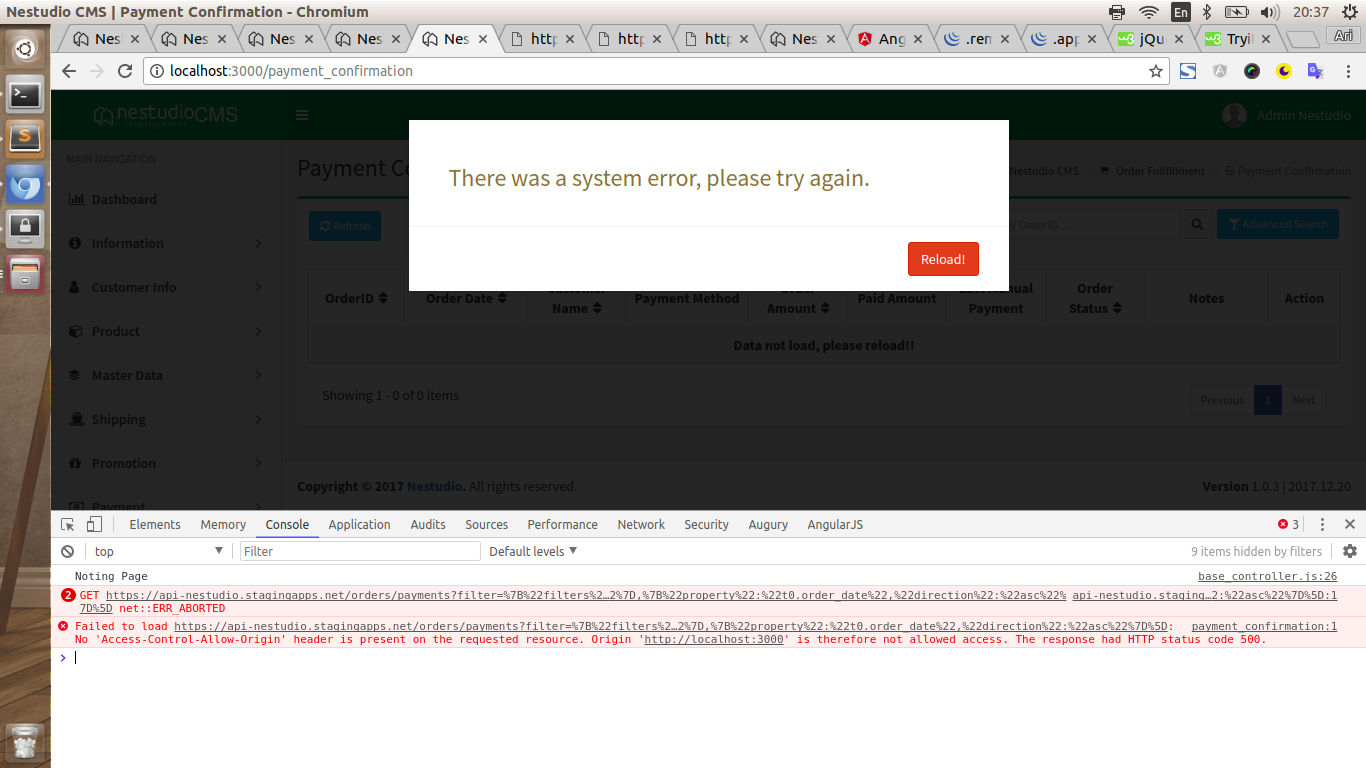 Nestudio CMS | Payment Confirmation - Chromium
En
20:37
Nes
Nes
Nes
Nes
Nes
http
http
http
Nes
Ang
.ren
.app
jQu
Tryit
Ari
localhost:3000/payment_confirmation
nestudioCMS
Admin Nestudio
MAIN NAVIGATION
Dashboard
Information
Customer Info
Product
Master Data
Shipping
Promotion
Payment
Payment Co
Nestudio CMS
Order Fullfillment
Payment Confirmation
There was a system error, please try again.
Reload!
Refresh
by OrderID...
Advanced Search
OrderID
Order Date
Customer Name
Payment Method
Order Amount
Paid Amount
Manual Payment
Order Status
Notes
Action
Data not load, please reload!!
Showing 1 - 0 of 0 items
Previous
1
Next
Copyright © 2017 Nestudio. All rights reserved.
Version 1.0.3 | 2017.12.20
Elements
Memory
Console
Application
Audits
Sources
Performance
Network
Security
Augury
AngularJS
3
top
Filter
Default levels
9 items hidden by filters
Noting Page
base_controller.js:26
2 GET https://api-nestudio.stagingapps.net/orders/payments?filter=%7B%22filters%2…2%7D,%7B%22property%22:%22t0.order_date%22,%22direction%22:%22asc%22%
api-nestudio.staging…2:%22asc%22%7D%5D:1
7D%5D net::ERR_ABORTED
Failed to load https://api-nestudio.stagingapps.net/orders/payments?filter=%7B%22filters%2…2%7D,%7B%22property%22:%22t0.order_date%22,%22direction%22:%22asc%22%7D%5D:
payment_confirmation:1
No 'Access-Control-Allow-Origin' header is present on the requested resource. Origin 'http://localhost:3000' is therefore not allowed access. The response had HTTP status code 500.